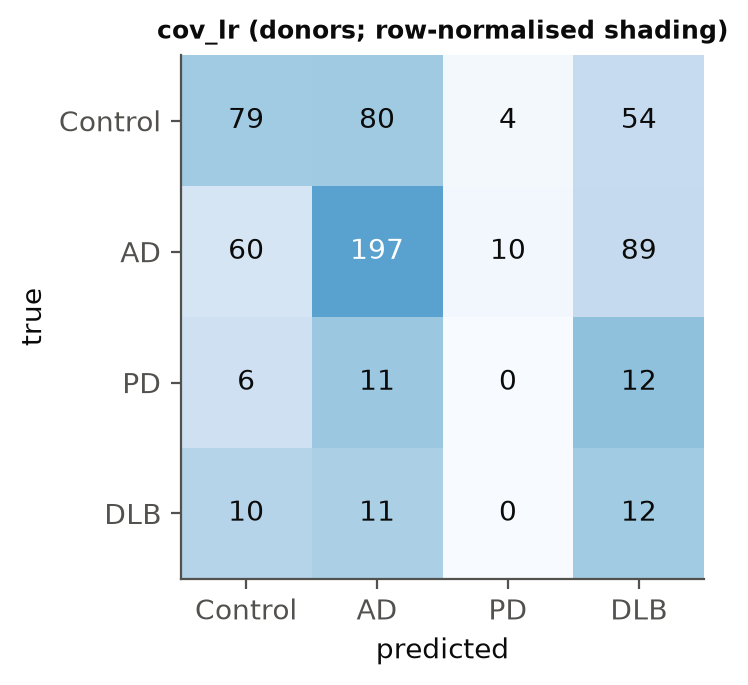 cov_lr (donors; row-normalised shading)
Control 79 80 4 54
AD 60 197 10 89
PD 6 11 0 12
DLB 10 11 0 12
Control AD PD DLB
predicted
true